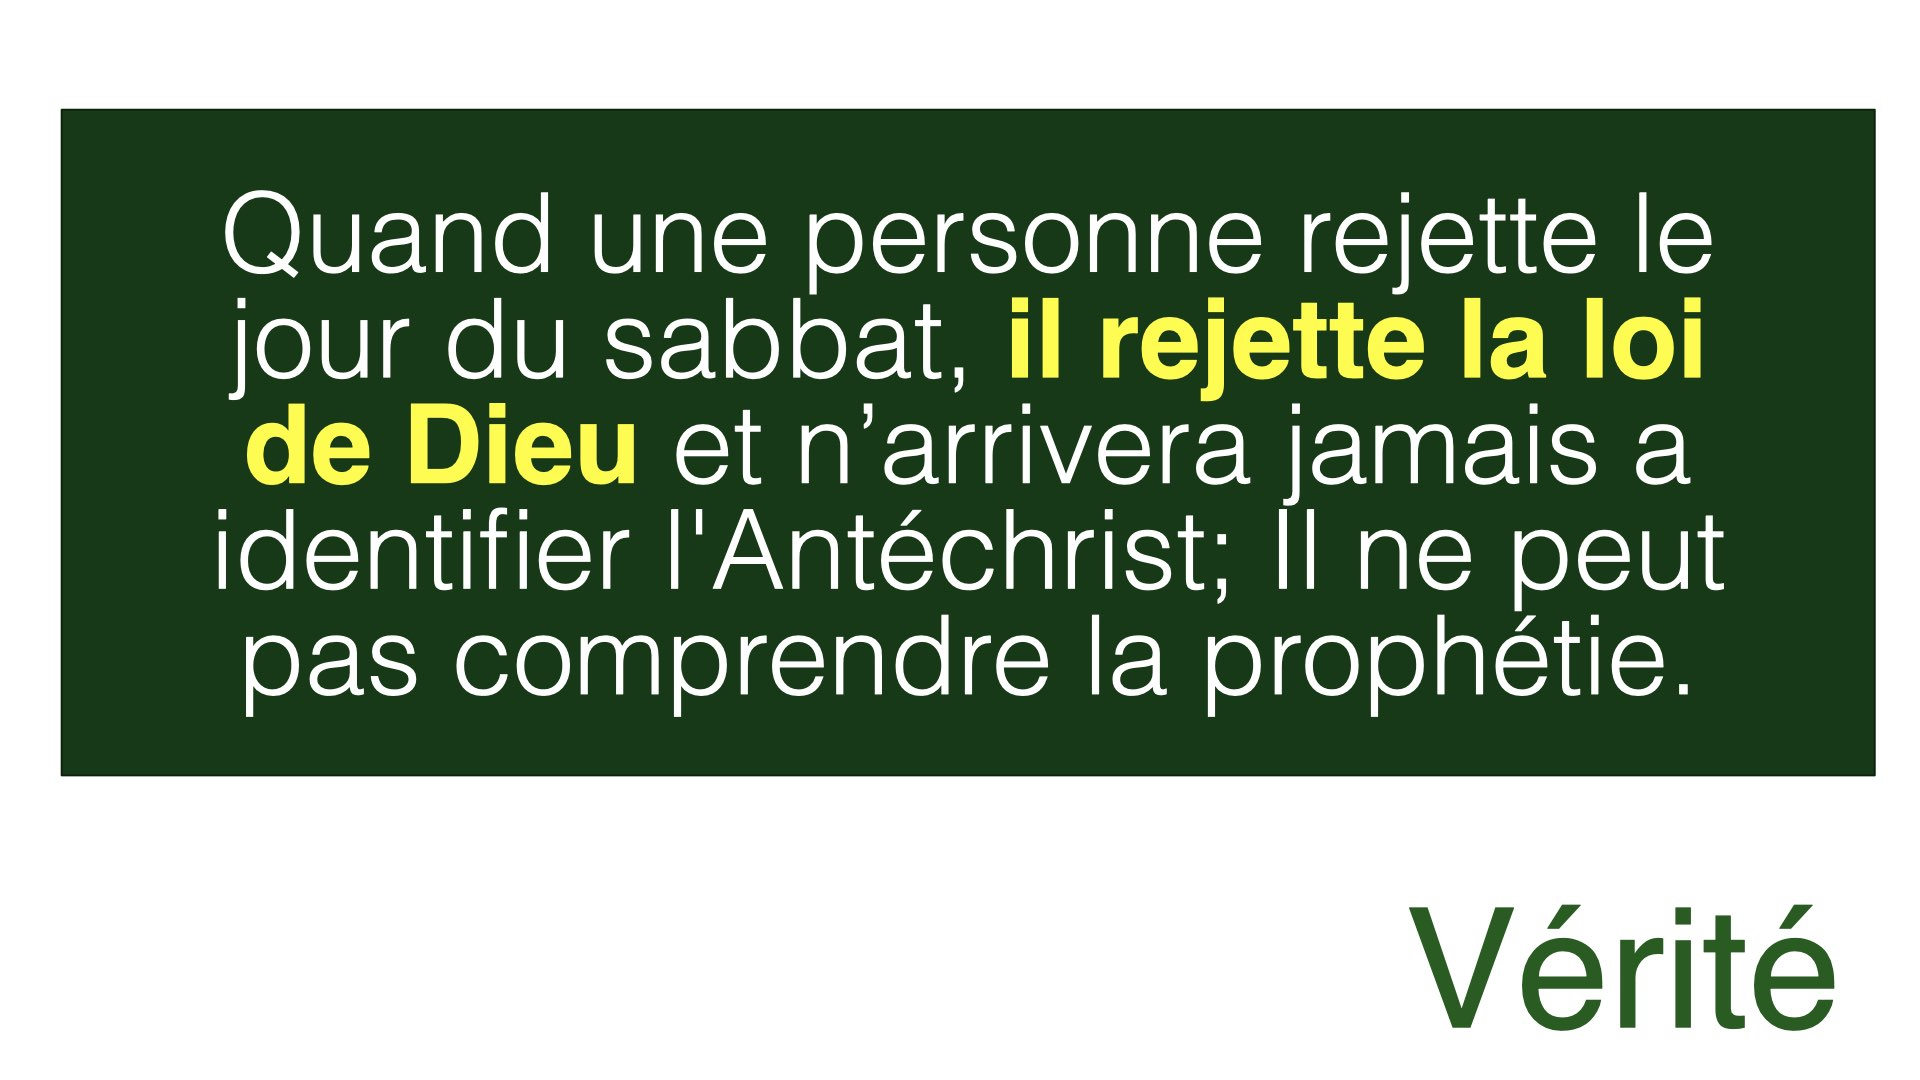 Quand une personne rejette le
jour du sabbat, il rejette la loi
de Dieu et n’arrivera jamais a
identifier l'Antéchrist; Il ne peut
pas comprendre la prophétie.
Vérité